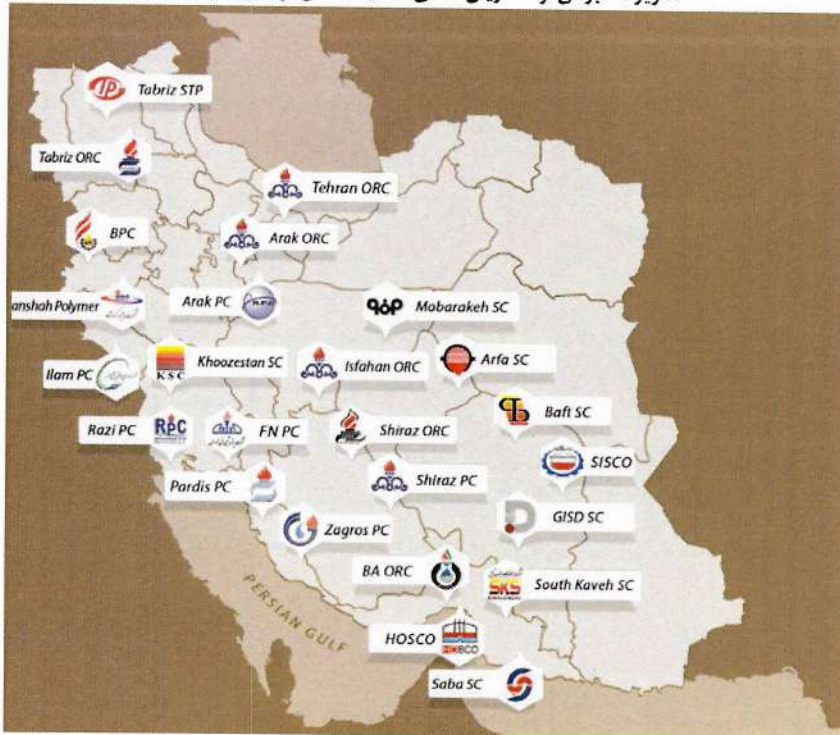 Tabriz STP
Tabriz ORC
Tehran ORC
BPC
Arak ORC
anshah Polymer
Arak PC
Mobarakeh SC
Ilam PC
KSC
Khoozestan SC
Isfahan ORC
Arfa SC
Baft SC
Razi PC
RPC
FN PC
Shiraz ORC
SISCO
Pardis PC
Shiraz PC
GISD SC
Zagros PC
BA ORC
SKS
South Kaveh SC
PERSIAN GULF
HOSCO
HOSCO
Saba SC